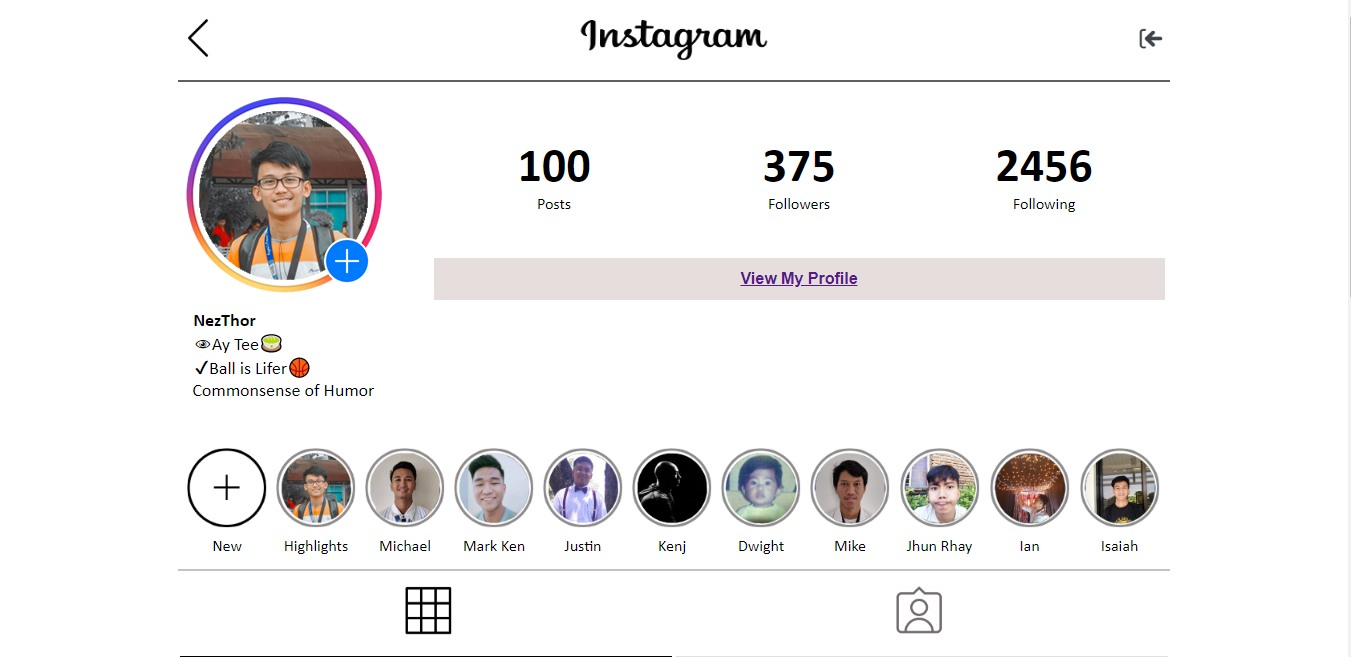 Instagram
100
Posts
375
Followers
2456
Following
View My Profile
NezThor
👁Ay Tee🍵
✓Ball is Lifer🏀
Commonsense of Humor
New
Highlights
Michael
Mark Ken
Justin
Kenj
Dwight
Mike
Jhun Rhay
Ian
Isaiah